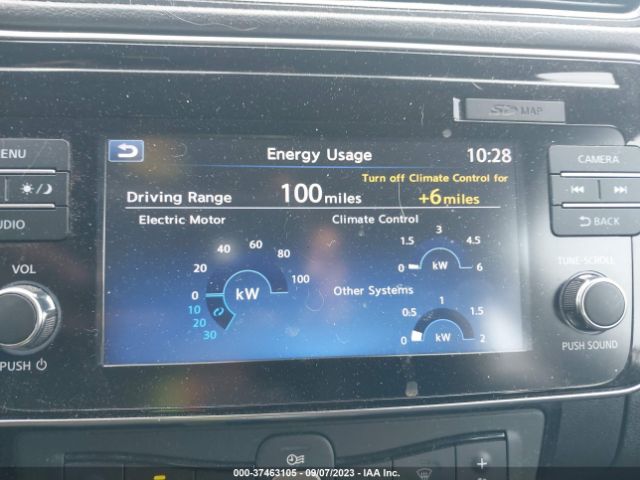 SD MAP
MENU
Energy Usage 10:28
CAMERA
Turn off Climate Control for
Driving Range 100 miles +6 miles
BACK
AUDIO
Electric Motor
Climate Control
0 20 40 60 80 100
kW
10 20 30
0 1.5 3 4.5 6
kW
Other Systems
0 0.5 1 1.5 2
kW
VOL
PUSH
TUNE·SCROLL
PUSH SOUND
000-37463105 - 09/07/2023 - IAA Inc.